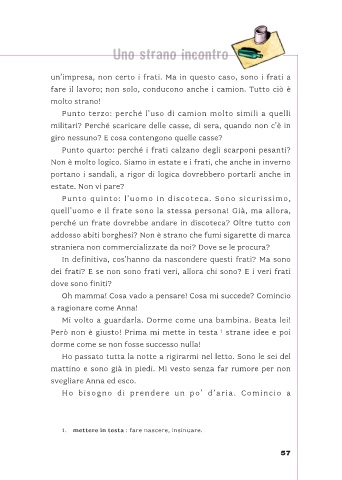 Uno strano incontro
un'impresa, non certo i frati. Ma in questo caso, sono i frati a
fare il lavoro; non solo, conducono anche i camion. Tutto ciò è
molto strano!
Punto terzo: perché l'uso di camion molto simili a quelli
militari? Perché scaricare delle casse, di sera, quando non c'è in
giro nessuno? E cosa contengono quelle casse?
Punto quarto: perché i frati calzano degli scarponi pesanti?
Non è molto logico. Siamo in estate e i frati, che anche in inverno
portano i sandali, a rigor di logica dovrebbero portarli anche in
estate. Non vi pare?
Punto quinto: l'uomo in discoteca. Sono sicurissimo,
quell'uomo e il frate sono la stessa persona! Già, ma allora,
perché un frate dovrebbe andare in discoteca? Oltre tutto con
addosso abiti borghesi? Non è strano che fumi sigarette di marca
straniera non commercializzate da noi? Dove se le procura?
In definitiva, cos'hanno da nascondere questi frati? Ma sono
dei frati? E se non sono frati veri, allora chi sono? E i veri frati
dove sono finiti?
Oh mamma! Cosa vado a pensare! Cosa mi succede? Comincio
a ragionare come Anna!
Mi volto a guardarla. Dorme come una bambina. Beata lei!
Però non è giusto! Prima mi mette in testa 1 strane idee e poi
dorme come se non fosse successo nulla!
Ho passato tutta la notte a rigirarmi nel letto. Sono le sei del
mattino e sono già in piedi. Mi vesto senza far rumore per non
svegliare Anna ed esco.
Ho bisogno di prendere un po' d'aria. Comincio a
1. mettere in testa : fare nascere, insinuare.
57